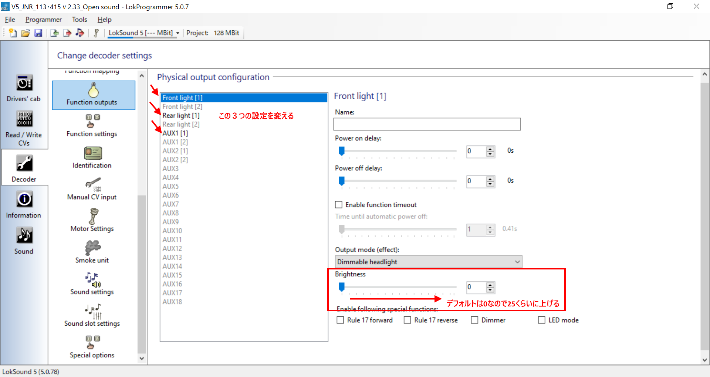 V5_JNR_113?415 v.2.33_Open sound - LokProgrammer 5.0.7
File Programmer Tools Help
LokSound 5 [--- MBit] Project: 128 MBit
Change decoder settings
Drivers' cab
Read / Write CVs
Decoder
Information
Sound
Function mapping
Function outputs
Function settings
Identification
Manual CV input
Motor Settings
Smoke unit
Sound settings
Sound slot settings
Special options
Physical output configuration
Front light [1]
Front light [2]
Rear light [1]
Rear light [2]
AUX1 [1]
AUX1 [2]
AUX2 [1]
AUX2 [2]
AUX3
AUX4
AUX5
AUX6
AUX7
AUX8
AUX9
AUX10
AUX11
AUX12
AUX13
AUX14
AUX15
AUX16
AUX17
AUX18
この３つの設定を変える
Front light [1]
Name:
Power on delay:
0 0s
Power off delay:
0 0s
Enable function timeout
Time until automatic power off:
1 0,41s
Output mode (effect):
Dimmable headlight
Brightness
0
デフォルトは0なので25くらいに上げる
Enable following special functions:
Rule 17 forward Rule 17 reverse Dimmer LED mode
LokSound 5 (5.0.78)